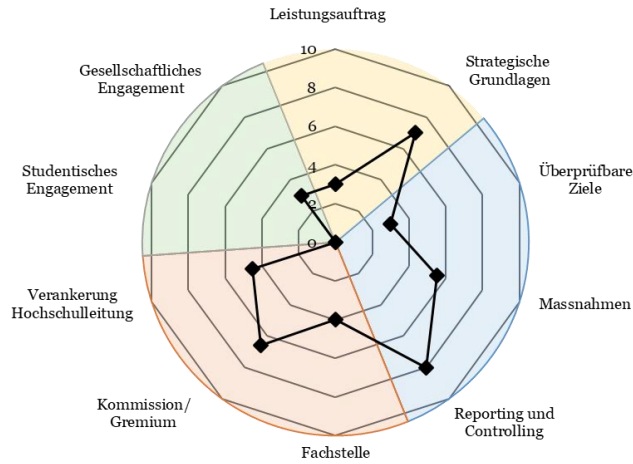 Leistungsauftrag
Strategische
Grundlagen
Überprüfbare
Ziele
Massnahmen
Reporting und
Controlling
Fachstelle
Kommission/
Gremium
Verankerung
Hochschulleitung
Studentisches
Engagement
Gesellschaftliches
Engagement
10
8
6
4
2
0